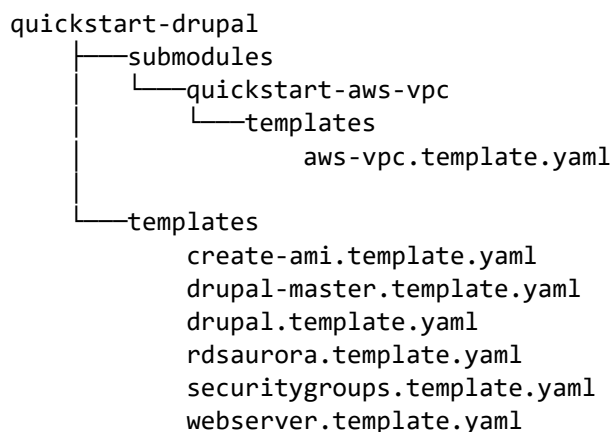 quickstart-drupal
├───submodules
│   └───quickstart-aws-vpc
│       └───templates
│               aws-vpc.template.yaml
│
└───templates
        create-ami.template.yaml
        drupal-master.template.yaml
        drupal.template.yaml
        rdsaurora.template.yaml
        securitygroups.template.yaml
        webserver.template.yaml